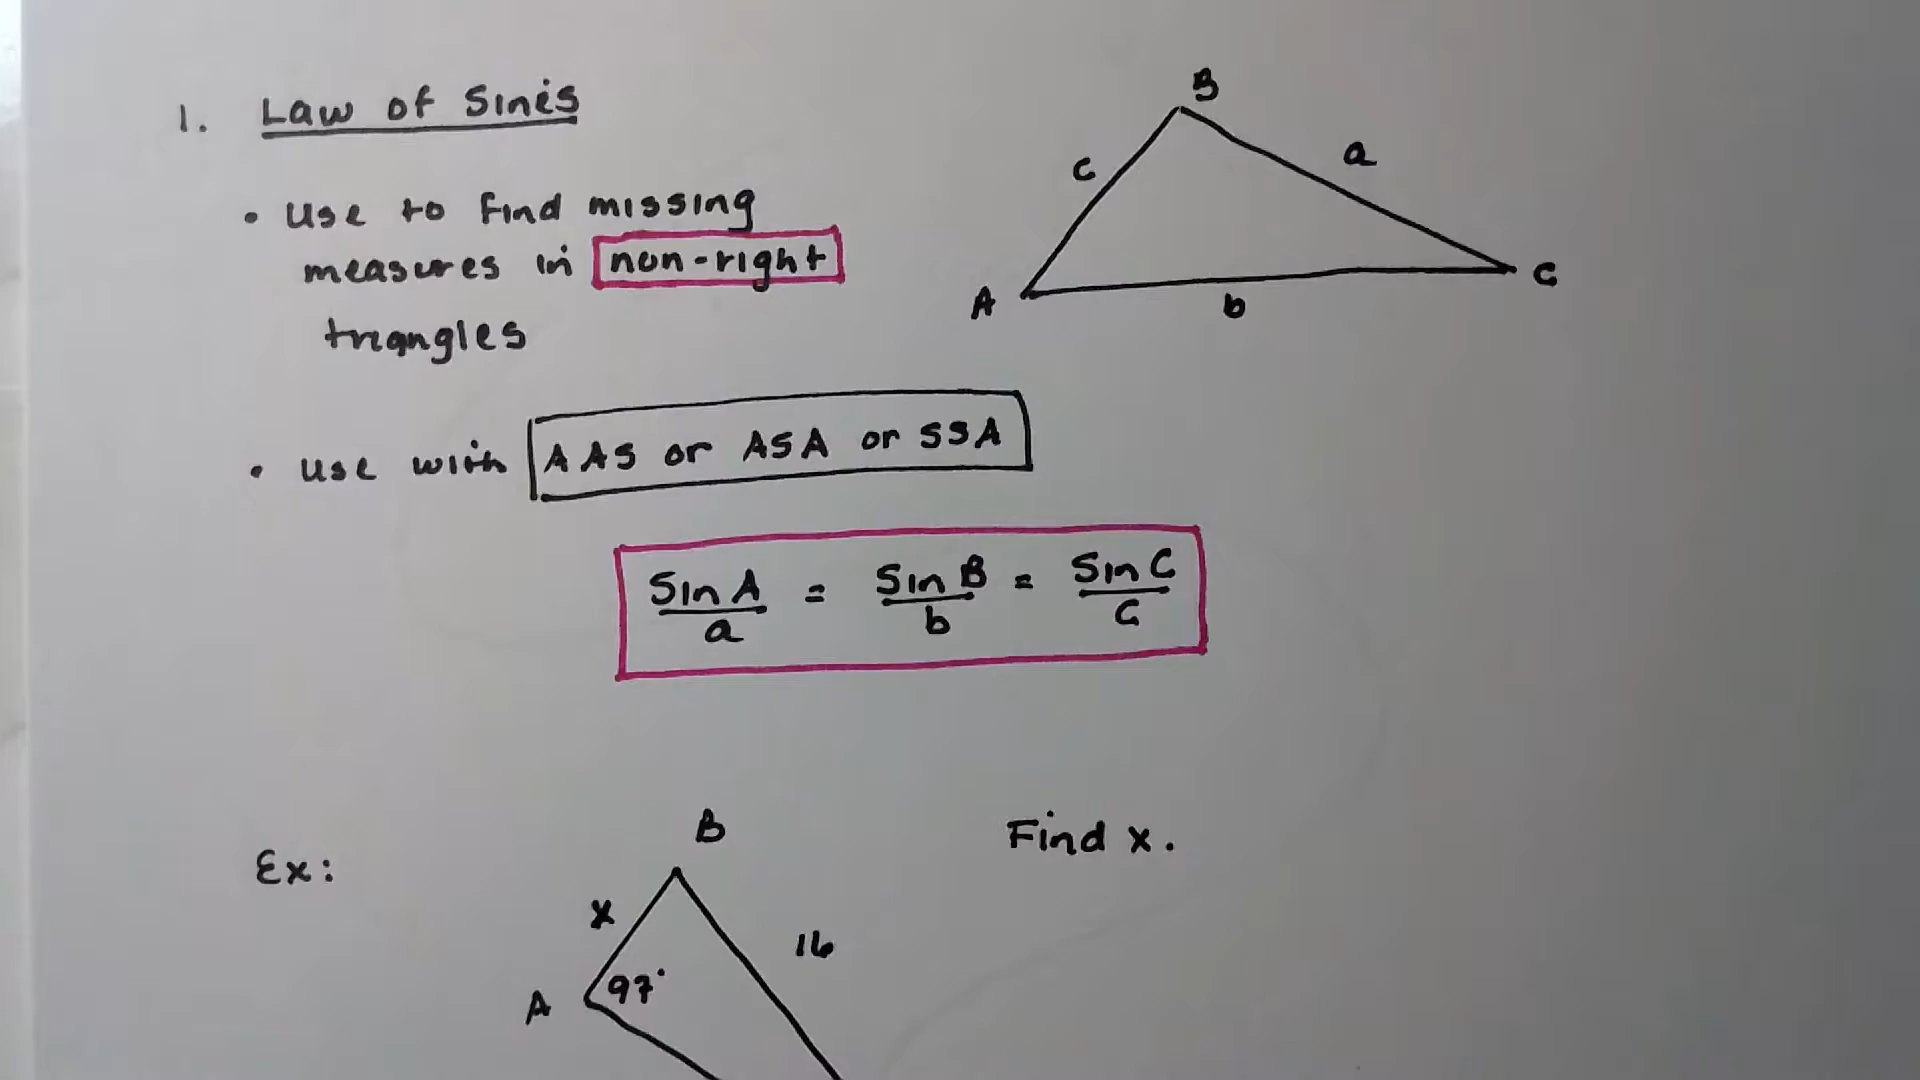 1. Law of Sines
B
c
a
• Use to find missing
measures in non-right
triangles
A
b
C
• Use with AAS or ASA or SSA
Sin A = Sin B = Sin C
a b c
B
Find x.
Ex:
x
16
97°
A